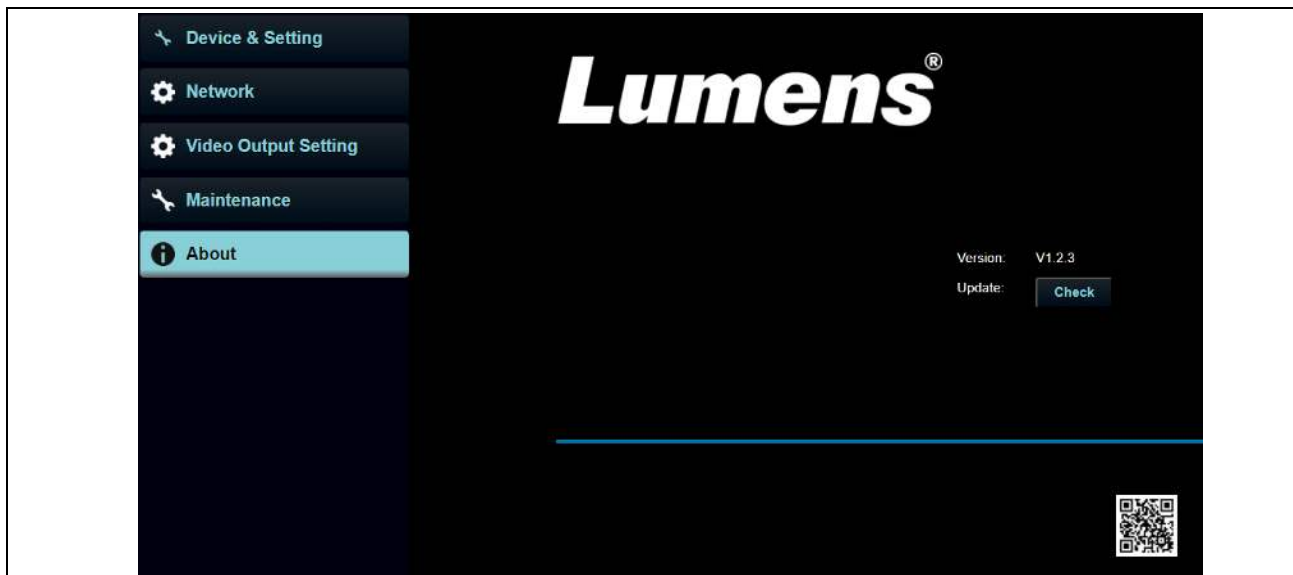 Device & Setting
Network
Video Output Setting
Maintenance
About
Lumens®
Version: V1.2.3
Update: Check